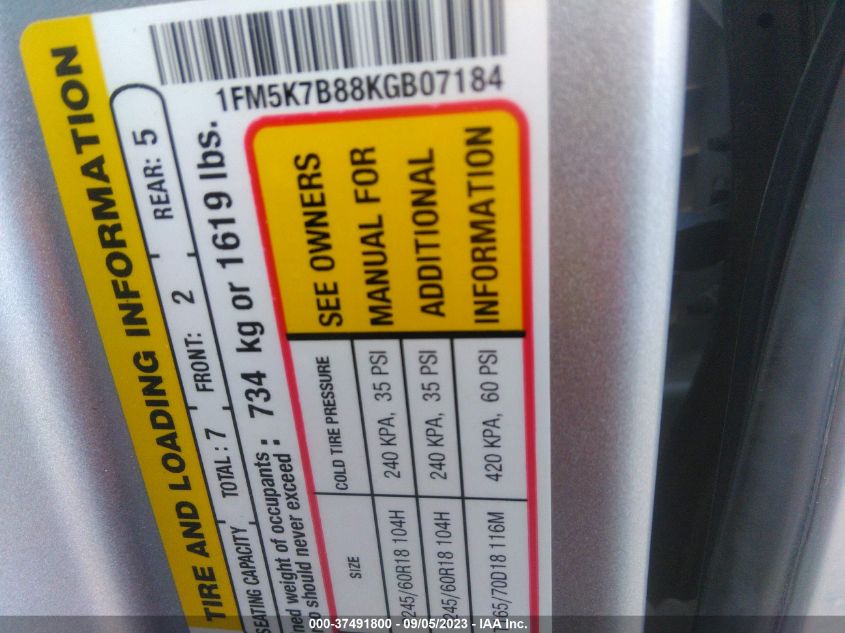 TIRE AND LOADING INFORMATION
1FM5K7B88KGB07184
SEATING CAPACITY TOTAL : 7 FRONT: 2 REAR: 5
weight of occupants : 734 kg or 1619 lbs.
should never exceed :
SIZE COLD TIRE PRESSURE SEE OWNERS
245/60R18 104H 240 KPA, 35 PSI MANUAL FOR
245/60R18 104H 240 KPA, 35 PSI ADDITIONAL
65/70D18 116M 420 KPA, 60 PSI INFORMATION
000-37491800 - 09/05/2023 - IAA Inc.